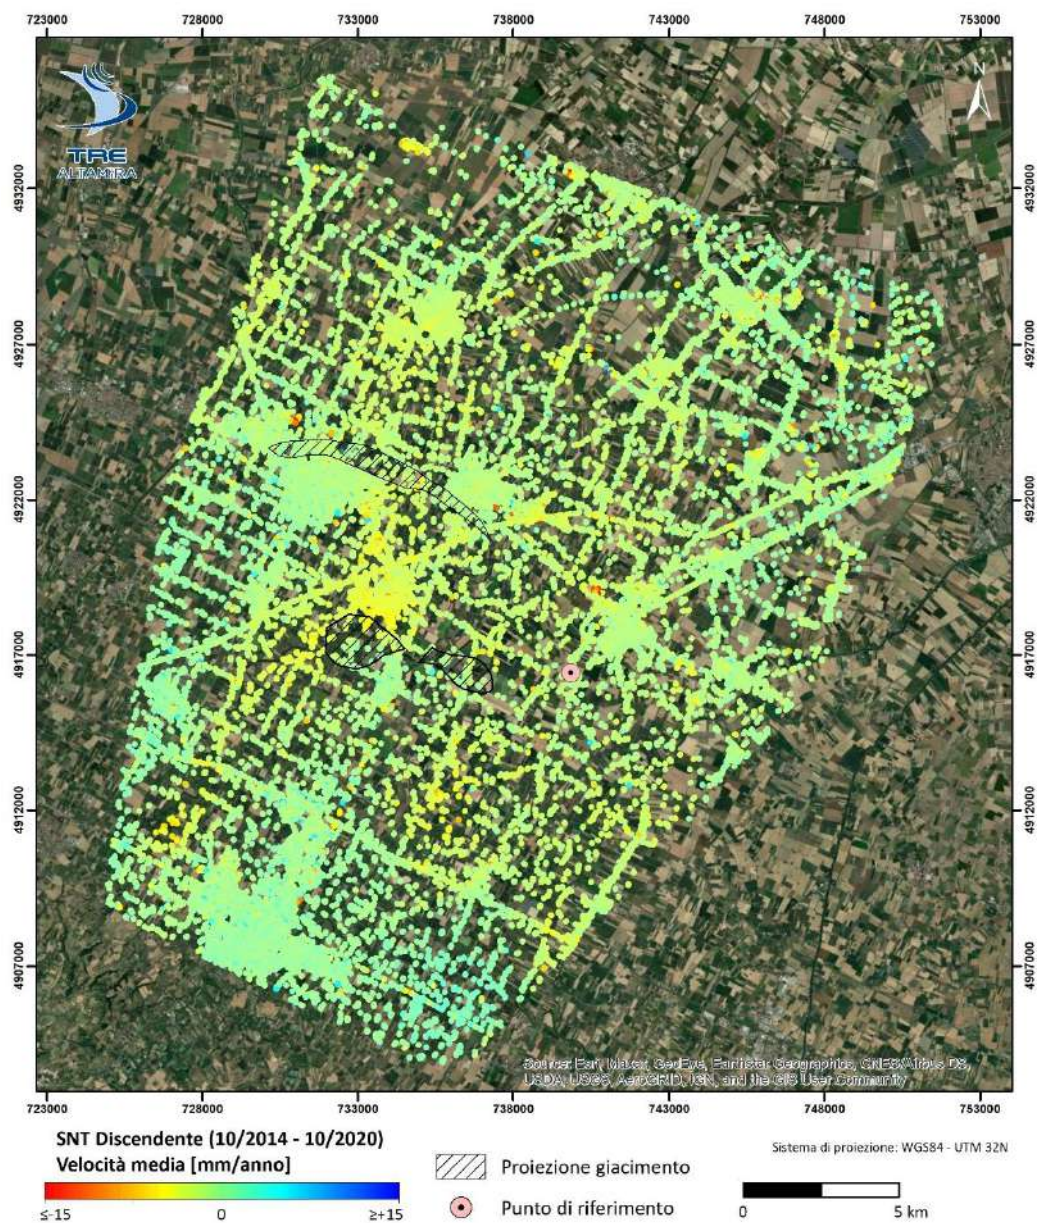 723000 728000 733000 738000 743000 748000 753000
N
TRE
ALTAMIRA
4932000 4932000
4927000 4927000
4922000 4922000
4917000 4917000
4912000 4912000
4907000 4907000
Source: Esri, Maxar, GeoEye, Earthstar Geographics, CNES/Airbus DS,
USDA, USGS, AeroGRID, IGN, and the GIS User Community
723000 728000 733000 738000 743000 748000 753000
SNT Discendente (10/2014 - 10/2020)
Velocità media [mm/anno]
≤-15 0 ≥+15
Proiezione giacimento
Punto di riferimento
Sistema di proiezione: WGS84 - UTM 32N
0 5 km